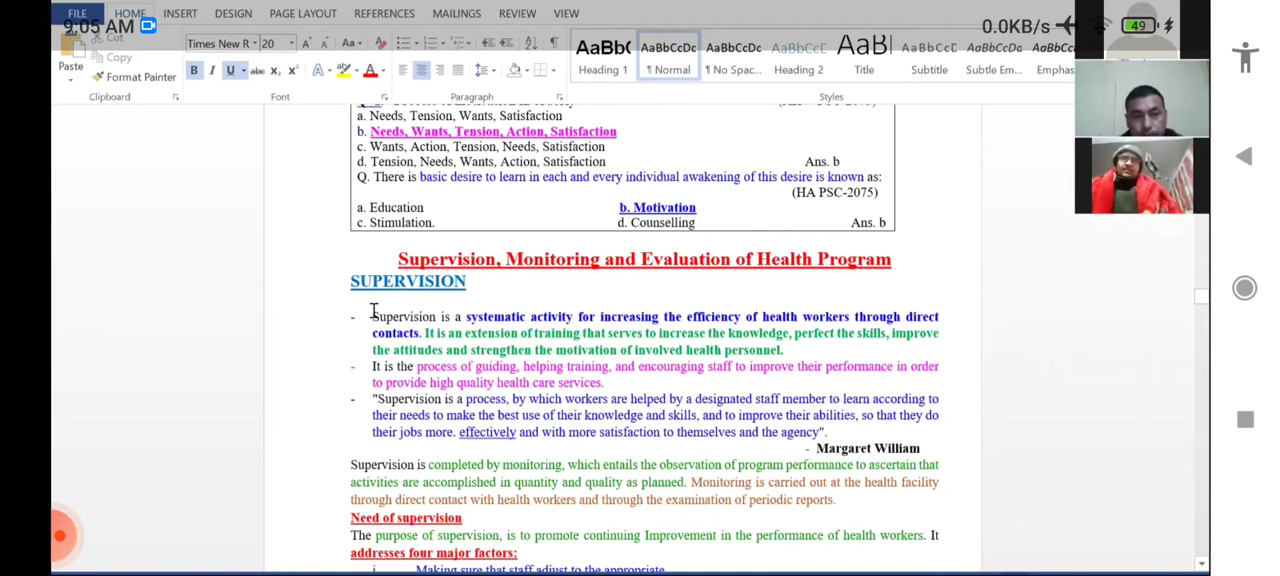 FILE HOME INSERT DESIGN PAGE LAYOUT REFERENCES MAILINGS REVIEW VIEW
9:05 AM 0.0KB/s 49
Cut
Copy
Paste
Format Painter
Times New R 20
AaBbC AaBbCcDc AaBbCcDc AaBbCcE AaB AaBbCcD AaBbCcDc AaBbCcD
Heading 1 ¶ Normal ¶ No Spac... Heading 2 Title Subtitle Subtle Em... Emphas
Clipboard Font Paragraph Styles
a. Needs, Tension, Wants, Satisfaction
b. Needs, Wants, Tension, Action, Satisfaction
c. Wants, Action, Tension, Needs, Satisfaction
d. Tension, Needs, Wants, Action, Satisfaction Ans. b
Q. There is basic desire to learn in each and every individual awakening of this desire is known as:
(HA PSC-2075)
a. Education b. Motivation
c. Stimulation. d. Counselling Ans. b
Supervision, Monitoring and Evaluation of Health Program
SUPERVISION
- Supervision is a systematic activity for increasing the efficiency of health workers through direct
contacts. It is an extension of training that serves to increase the knowledge, perfect the skills, improve
the attitudes and strengthen the motivation of involved health personnel.
- It is the process of guiding, helping training, and encouraging staff to improve their performance in order
to provide high quality health care services.
- "Supervision is a process, by which workers are helped by a designated staff member to learn according to
their needs to make the best use of their knowledge and skills, and to improve their abilities, so that they do
their jobs more. effectively and with more satisfaction to themselves and the agency".
- Margaret William
Supervision is completed by monitoring, which entails the observation of program performance to ascertain that
activities are accomplished in quantity and quality as planned. Monitoring is carried out at the health facility
through direct contact with health workers and through the examination of periodic reports.
Need of supervision
The purpose of supervision, is to promote continuing Improvement in the performance of health workers. It
addresses four major factors:
i. Making sure that staff adjust to the appropriate